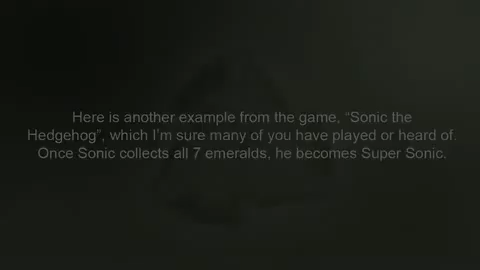 Here is another example from the game, “Sonic the
Hedgehog”, which I’m sure many of you have played or heard of.
Once Sonic collects all 7 emeralds, he becomes Super Sonic.